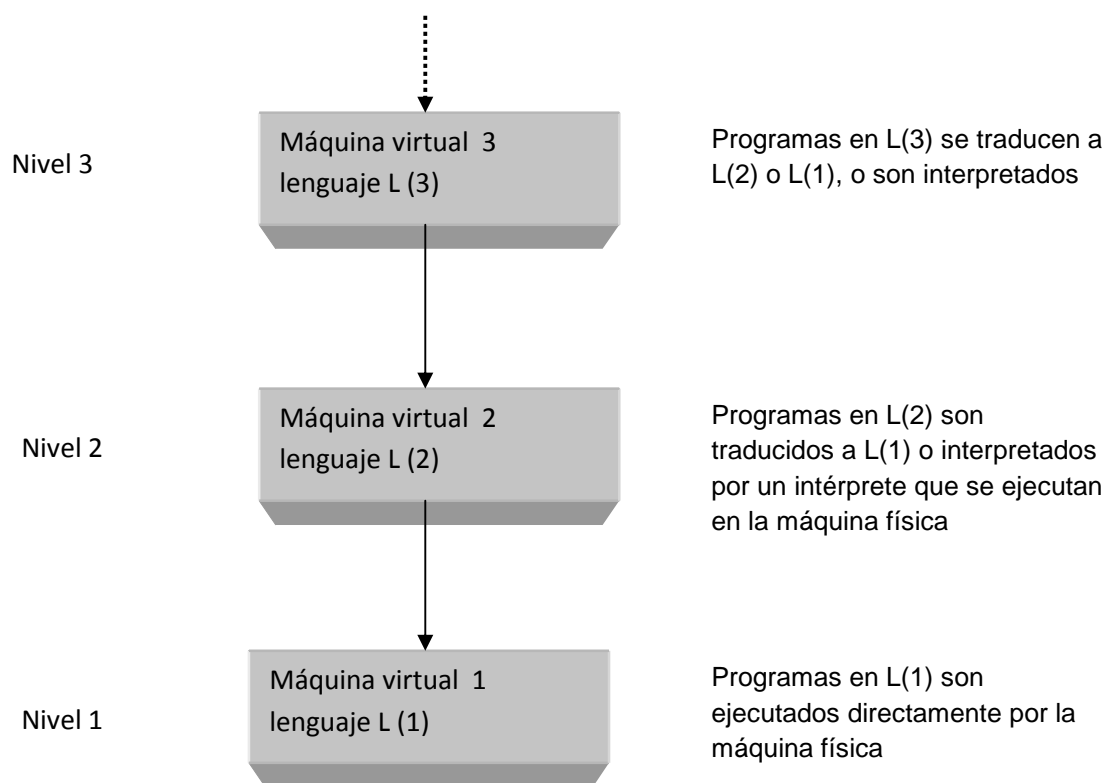 Nivel 3
Máquina virtual 3
lenguaje L (3)
Programas en L(3) se traducen a
L(2) o L(1), o son interpretados
Nivel 2
Máquina virtual 2
lenguaje L (2)
Programas en L(2) son
traducidos a L(1) o interpretados
por un intérprete que se ejecutan
en la máquina física
Nivel 1
Máquina virtual 1
lenguaje L (1)
Programas en L(1) son
ejecutados directamente por la
máquina física